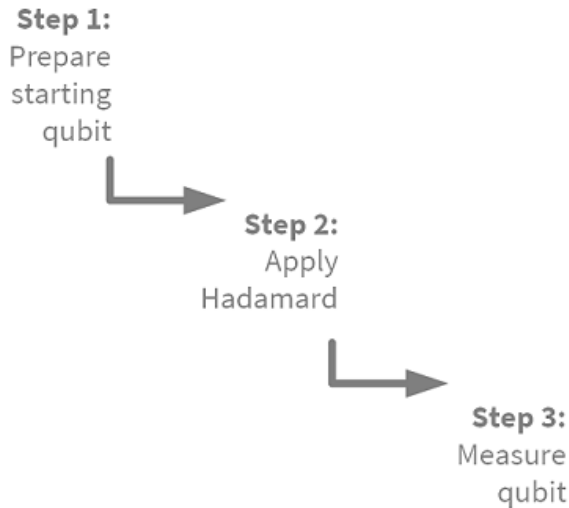 Step 1:
Prepare
starting
qubit
Step 2:
Apply
Hadamard
Step 3:
Measure
qubit